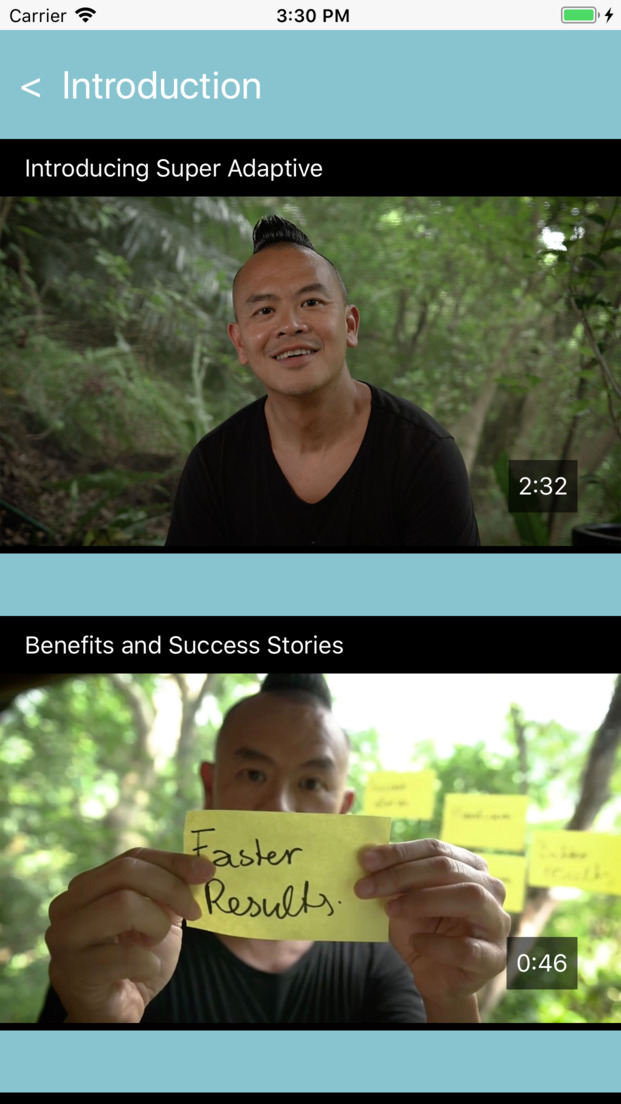 Carrier 3:30 PM
< Introduction
Introducing Super Adaptive
2:32
Benefits and Success Stories
Faster
Results.
0:46